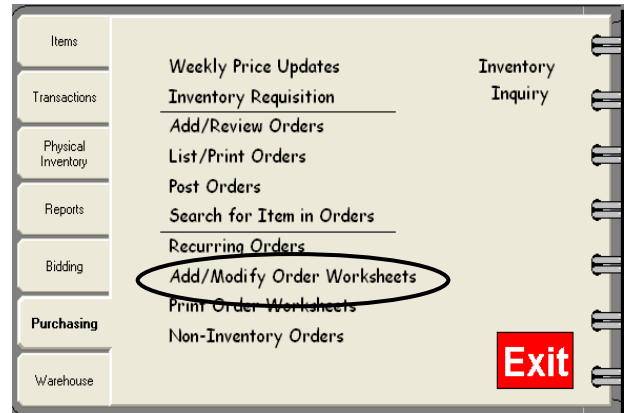 Items
Transactions
Physical
Inventory
Reports
Bidding
Purchasing
Warehouse
Weekly Price Updates
Inventory Requisition
Add/Review Orders
List/Print Orders
Post Orders
Search for Item in Orders
Recurring Orders
Add/Modify Order Worksheets
Print Order Worksheets
Non-Inventory Orders
Inventory
Inquiry
Exit